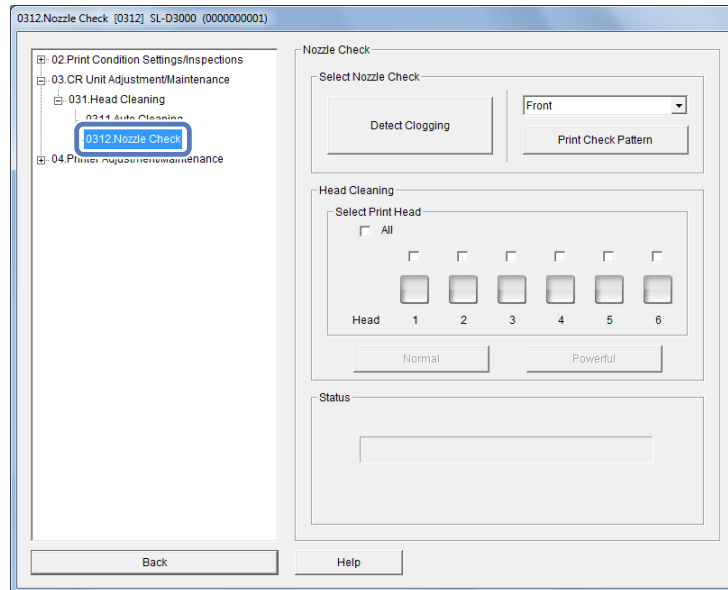 0312.Nozzle Check [0312] SL-D3000 (0000000001)
02.Print Condition Settings/Inspections
03.CR Unit Adjustment/Maintenance
031.Head Cleaning
0311.Auto Cleaning
0312.Nozzle Check
04.Printer Adjustment/Maintenance
Back
Nozzle Check
Select Nozzle Check
Detect Clogging
Front
Print Check Pattern
Head Cleaning
Select Print Head
All
Head 1 2 3 4 5 6
Normal Powerful
Status
Help